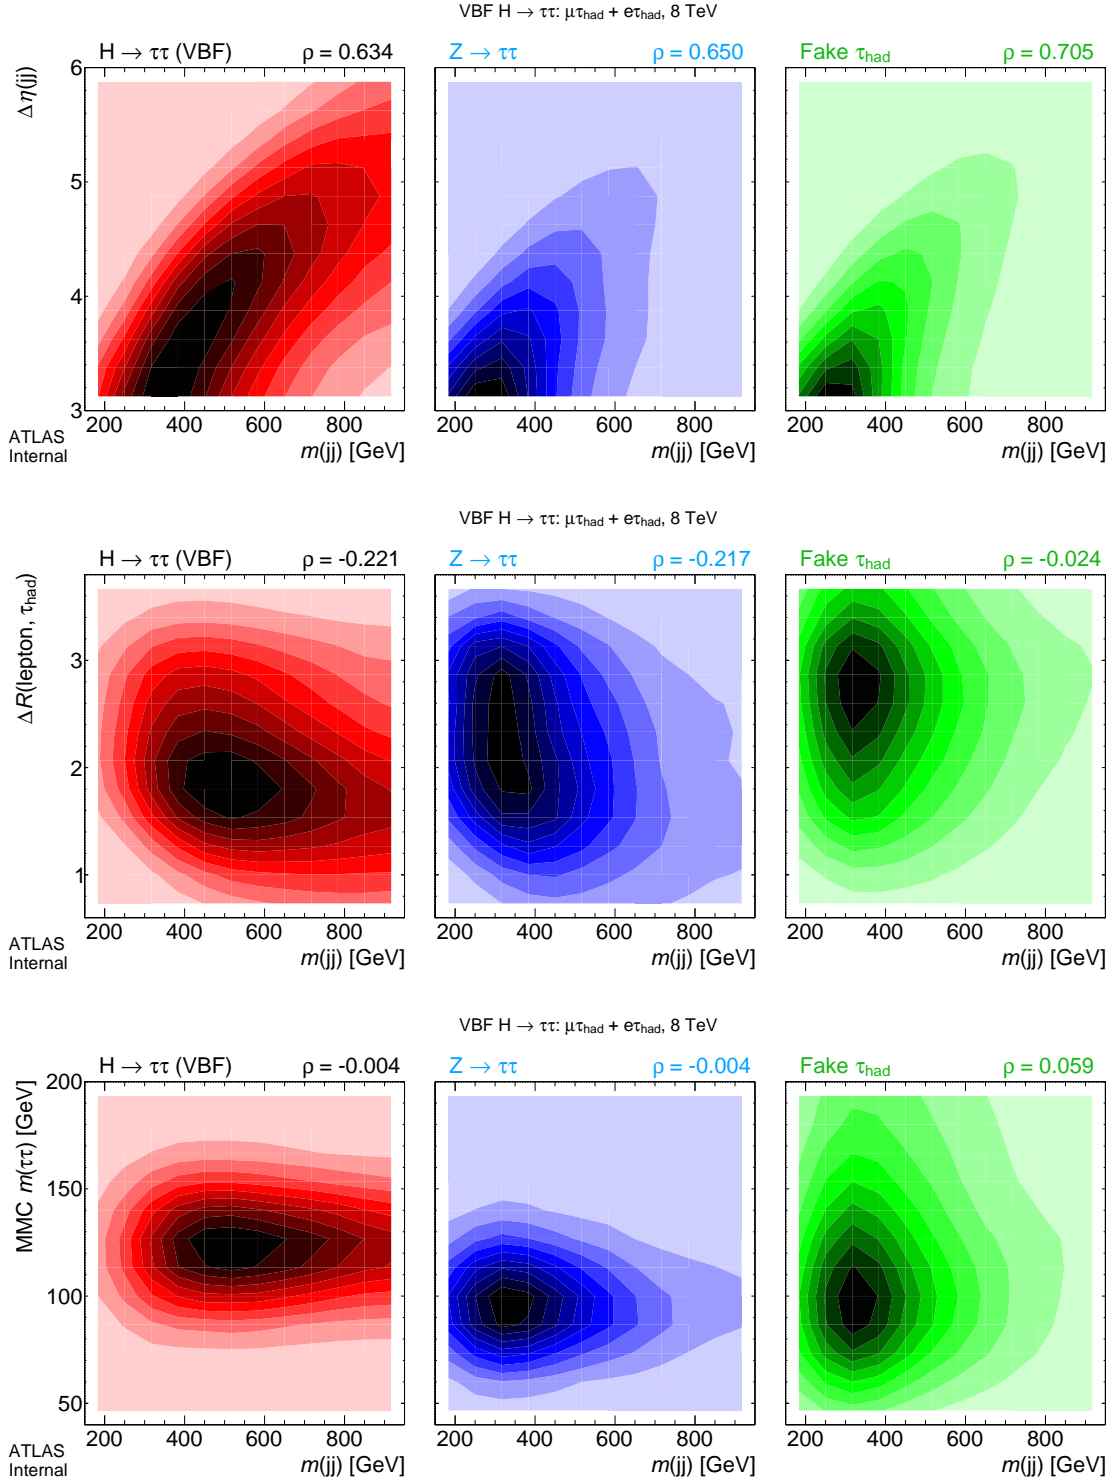 VBF H → ττ: μτhad + eτhad, 8 TeV
H → ττ (VBF) ρ = 0.634
Z → ττ ρ = 0.650
Fake τhad ρ = 0.705
Δη(jj)
6
5
4
3
200 400 600 800
200 400 600 800
200 400 600 800
ATLAS
Internal
m(jj) [GeV]
m(jj) [GeV]
m(jj) [GeV]
VBF H → ττ: μτhad + eτhad, 8 TeV
H → ττ (VBF) ρ = -0.221
Z → ττ ρ = -0.217
Fake τhad ρ = -0.024
ΔR(lepton, τhad)
3
2
1
200 400 600 800
200 400 600 800
200 400 600 800
ATLAS
Internal
m(jj) [GeV]
m(jj) [GeV]
m(jj) [GeV]
VBF H → ττ: μτhad + eτhad, 8 TeV
H → ττ (VBF) ρ = -0.004
Z → ττ ρ = -0.004
Fake τhad ρ = 0.059
MMC m(ττ) [GeV]
200
150
100
50
200 400 600 800
200 400 600 800
200 400 600 800
ATLAS
Internal
m(jj) [GeV]
m(jj) [GeV]
m(jj) [GeV]